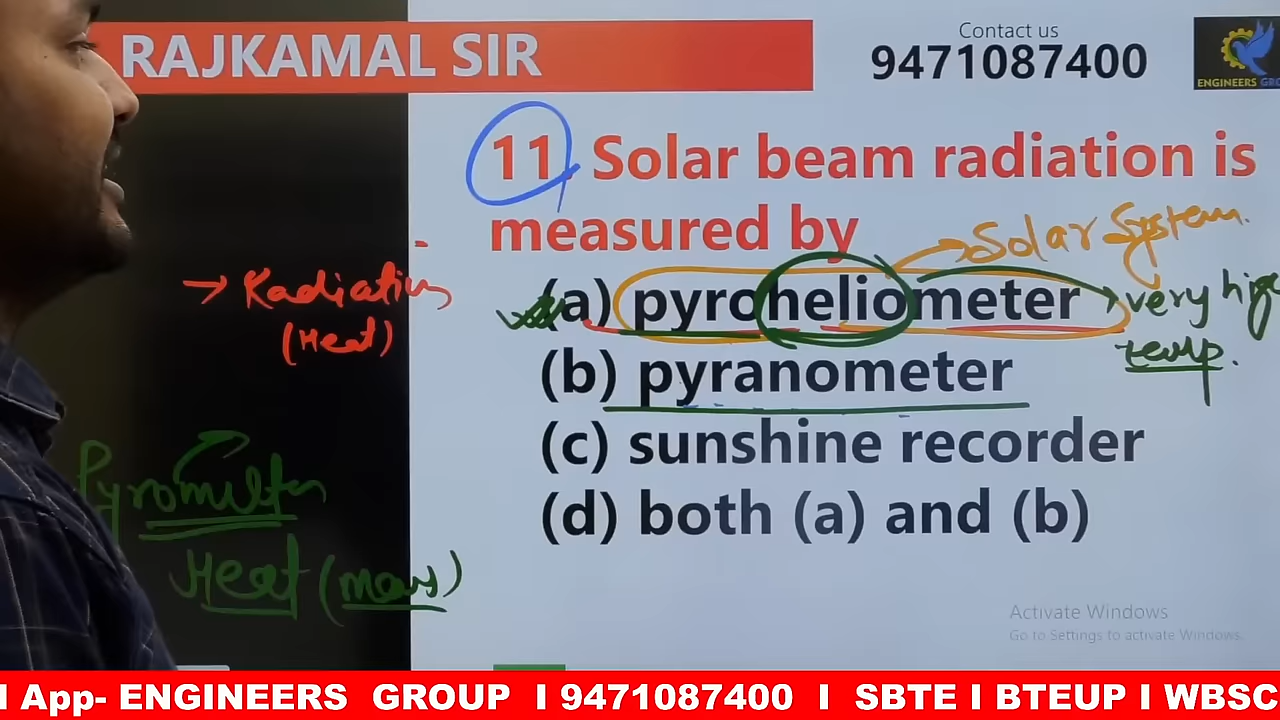 RAJKAMAL SIR
Contact us
9471087400
ENGINEERS GRO
11. Solar beam radiation is
measured by
Solar System.
(a) pyroheliometer
very high
temp.
(b) pyranometer
(c) sunshine recorder
(d) both (a) and (b)
→ Radiation
(Heat)
Pyrometer
Heat (meas)
Activate Windows
Go to Settings to activate Windows.
I App- ENGINEERS GROUP I 9471087400 I SBTE I BTEUP I WBSC